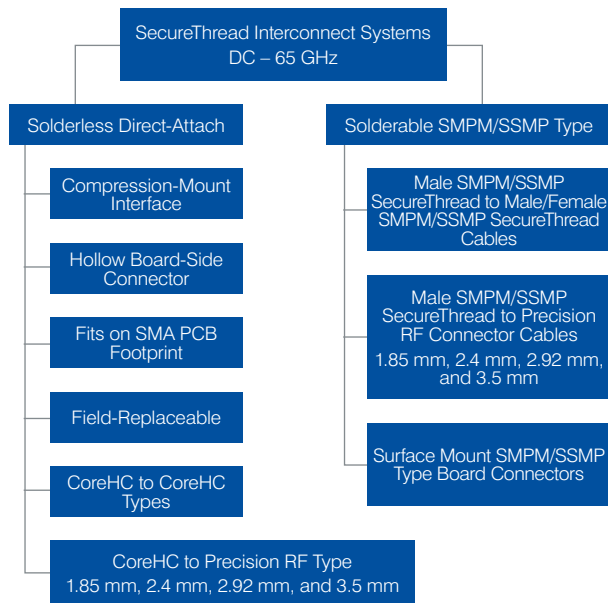 SecureThread Interconnect Systems
DC – 65 GHz
Solderless Direct-Attach
Compression-Mount
Interface
Hollow Board-Side
Connector
Fits on SMA PCB
Footprint
Field-Replaceable
CoreHC to CoreHC
Types
CoreHC to Precision RF Type
1.85 mm, 2.4 mm, 2.92 mm, and 3.5 mm
Solderable SMPM/SSMP Type
Male SMPM/SSMP
SecureThread to Male/Female
SMPM/SSMP SecureThread
Cables
Male SMPM/SSMP
SecureThread to Precision
RF Connector Cables
1.85 mm, 2.4 mm, 2.92 mm,
and 3.5 mm
Surface Mount SMPM/SSMP
Type Board Connectors